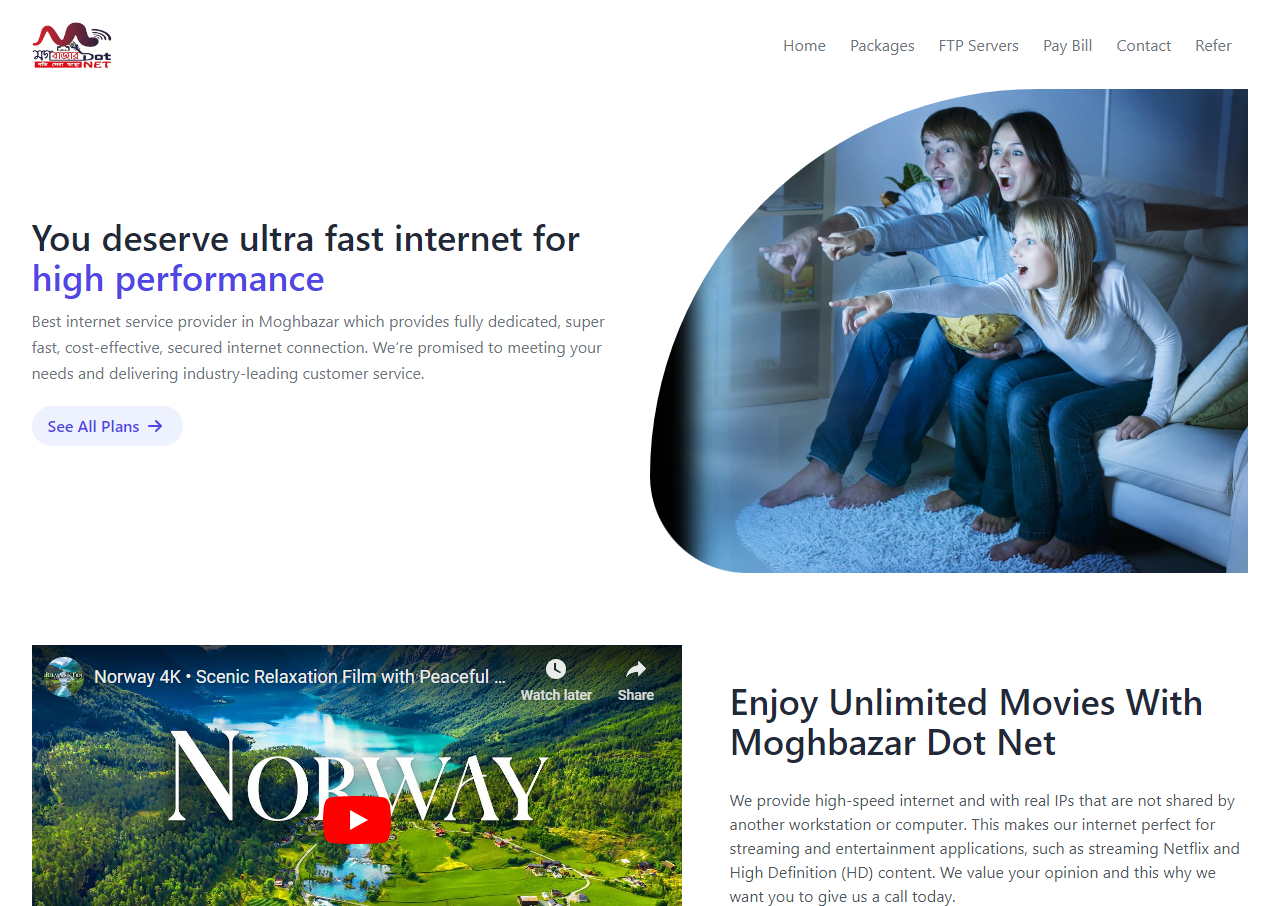 মগবাজার Dot
NET
Home Packages FTP Servers Pay Bill Contact Refer
You deserve ultra fast internet for
high performance
Best internet service provider in Moghbazar which provides fully dedicated, super
fast, cost-effective, secured internet connection. We’re promised to meeting your
needs and delivering industry-leading customer service.
See All Plans
Norway 4K • Scenic Relaxation Film with Peaceful ...
Watch later Share
NORWAY
Enjoy Unlimited Movies With
Moghbazar Dot Net
We provide high-speed internet and with real IPs that are not shared by
another workstation or computer. This makes our internet perfect for
streaming and entertainment applications, such as streaming Netflix and
High Definition (HD) content. We value your opinion and this why we
want you to give us a call today.